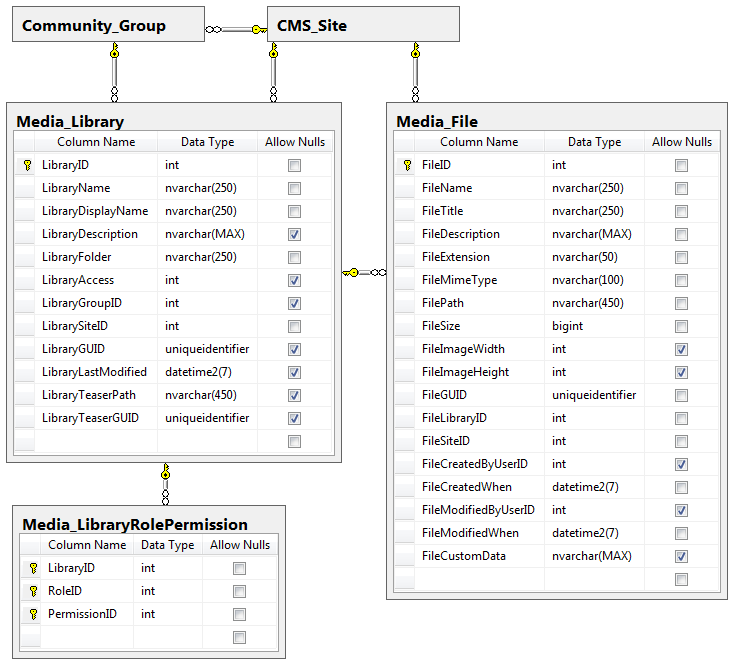 Community_Group
CMS_Site
Media_Library
Column Name Data Type Allow Nulls
LibraryID int
LibraryName nvarchar(250)
LibraryDisplayName nvarchar(250)
LibraryDescription nvarchar(MAX)
LibraryFolder nvarchar(250)
LibraryAccess int
LibraryGroupID int
LibrarySiteID int
LibraryGUID uniqueidentifier
LibraryLastModified datetime2(7)
LibraryTeaserPath nvarchar(450)
LibraryTeaserGUID uniqueidentifier
Media_File
Column Name Data Type Allow Nulls
FileID int
FileName nvarchar(250)
FileTitle nvarchar(250)
FileDescription nvarchar(MAX)
FileExtension nvarchar(50)
FileMimeType nvarchar(100)
FilePath nvarchar(450)
FileSize bigint
FileImageWidth int
FileImageHeight int
FileGUID uniqueidentifier
FileLibraryID int
FileSiteID int
FileCreatedByUserID int
FileCreatedWhen datetime2(7)
FileModifiedByUserID int
FileModifiedWhen datetime2(7)
FileCustomData nvarchar(MAX)
Media_LibraryRolePermission
Column Name Data Type Allow Nulls
LibraryID int
RoleID int
PermissionID int